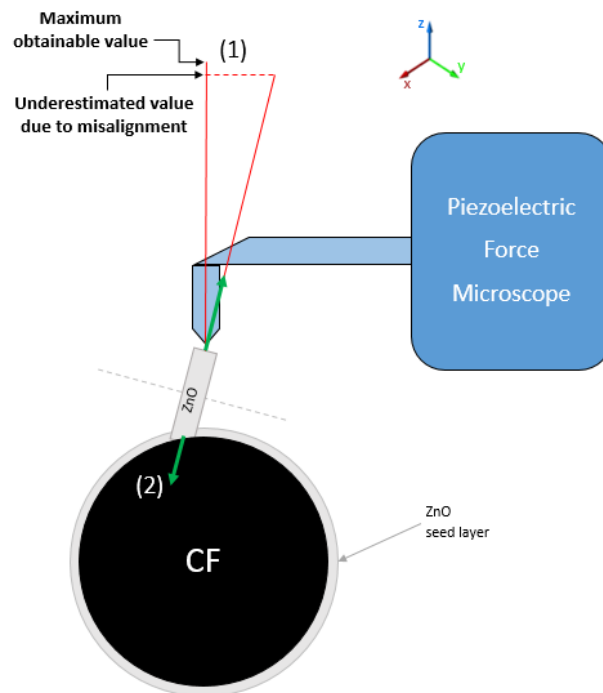 Maximum
obtainable value
(1)
Underestimated value
due to misalignment
z
x
y
Piezoelectric
Force
Microscope
ZnO
(2)
CF
ZnO
seed layer